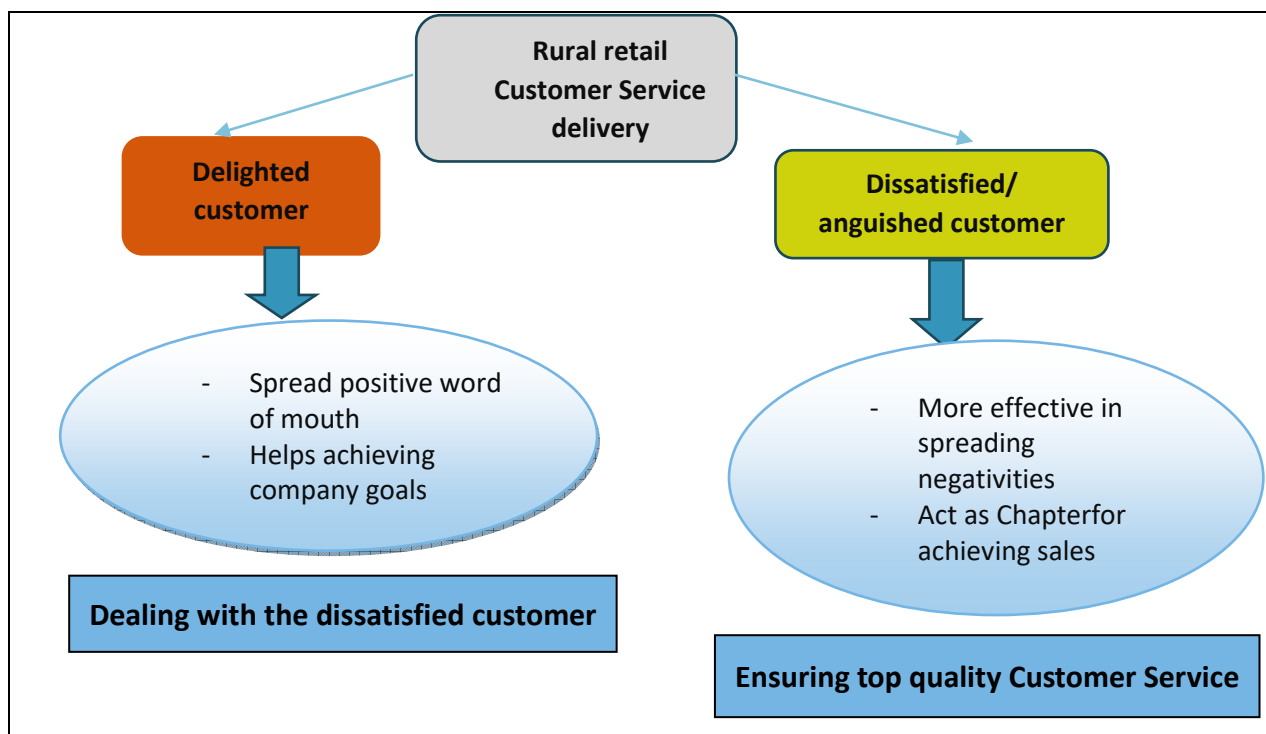 Rural retail
Customer Service
delivery
Delighted
customer
Dissatisfied/
anguished customer
- Spread positive word
of mouth
- Helps achieving
company goals
- More effective in
spreading
negativities
- Act as Chapterfor
achieving sales
Dealing with the dissatisfied customer
Ensuring top quality Customer Service